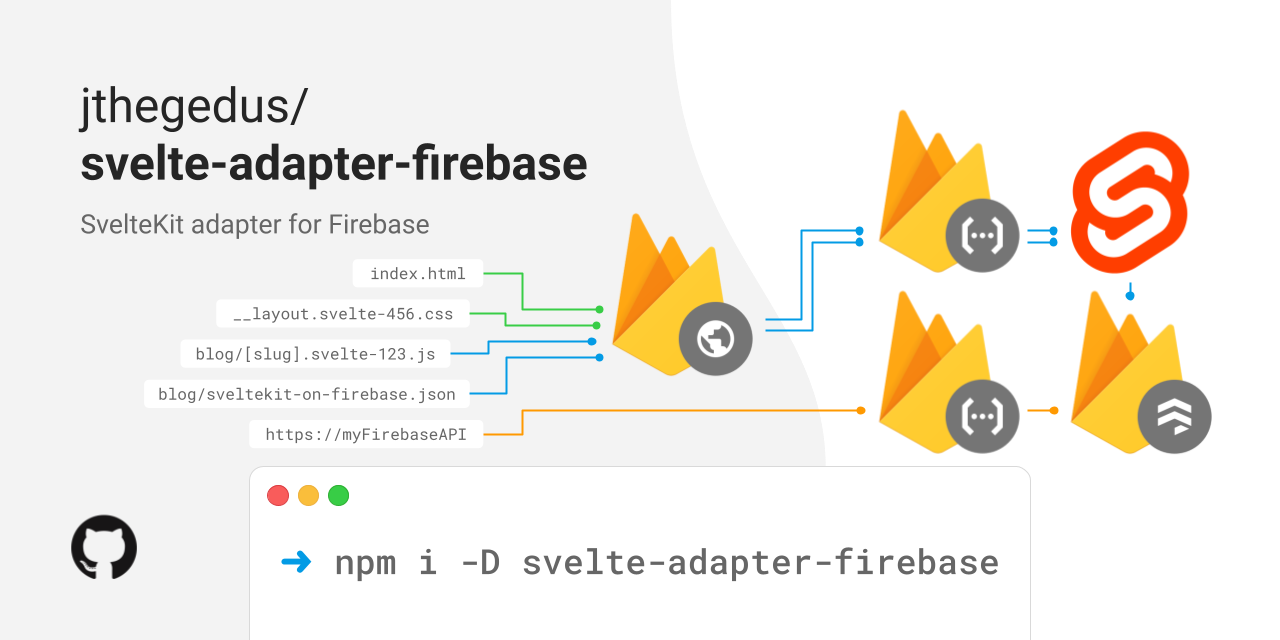 jthegedus/
svelte-adapter-firebase
SvelteKit adapter for Firebase
index.html
__layout.svelte-456.css
blog/[slug].svelte-123.js
blog/sveltekit-on-firebase.json
https://myFirebaseAPI
➜ npm i -D svelte-adapter-firebase